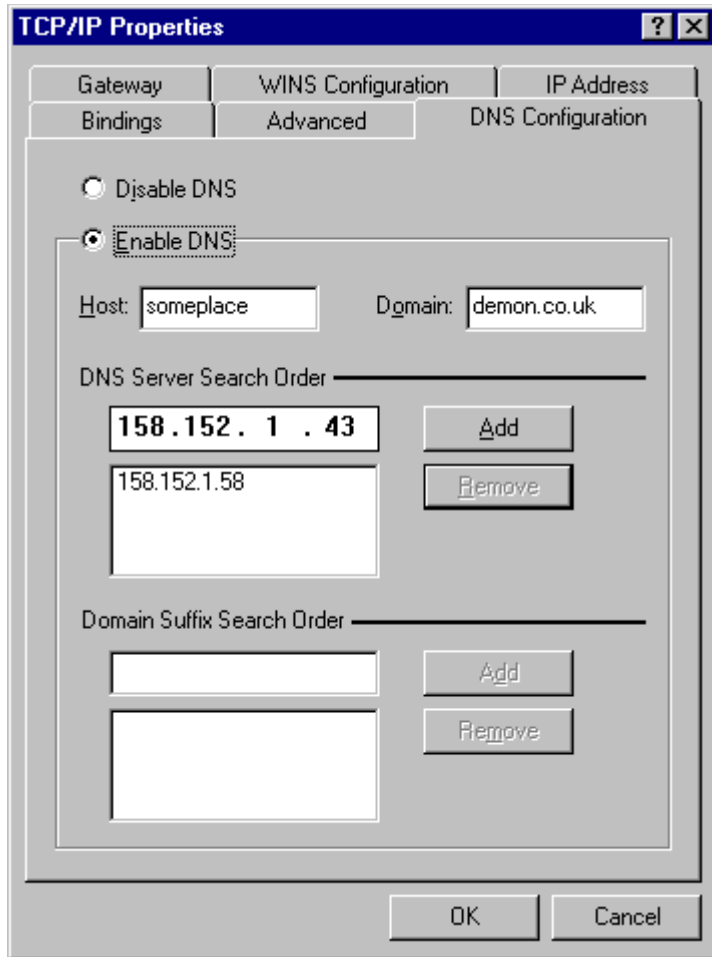 TCP/IP Properties
Gateway WINS Configuration IP Address
Bindings Advanced DNS Configuration
Disable DNS
Enable DNS
Host: someplace Domain: demon.co.uk
DNS Server Search Order
158.152. 1 . 43 Add
158.152.1.58 Remove
Domain Suffix Search Order
Add
Remove
OK Cancel